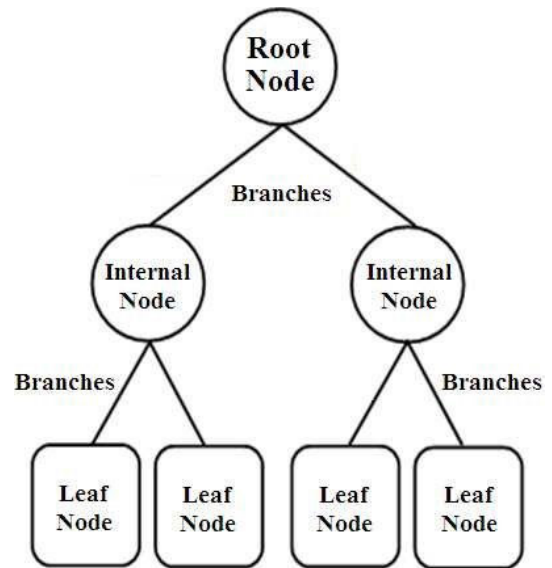 Root
Node
Branches
Internal
Node
Internal
Node
Branches
Branches
Leaf
Node
Leaf
Node
Leaf
Node
Leaf
Node